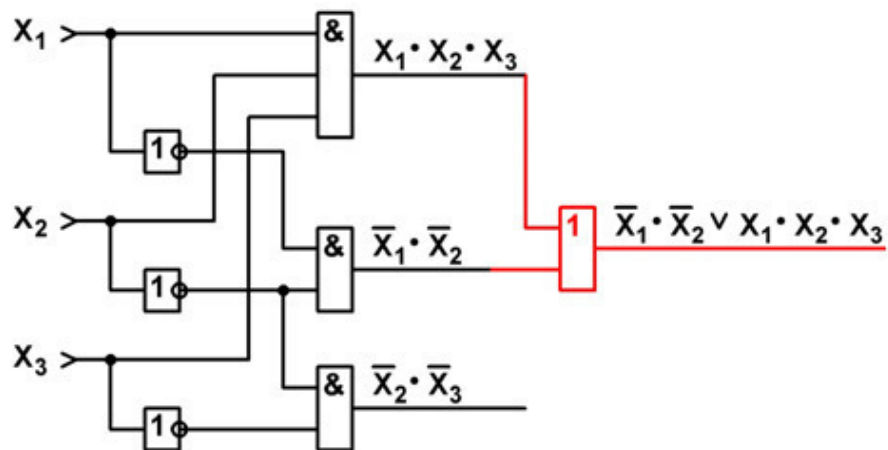 X₁ & X₁ • X₂ • X₃
1
X₂ & X̅₁ • X̅₂ 1 X̅₁ • X̅₂ ∨ X₁ • X₂ • X₃
1
X₃ & X̅₂ • X̅₃
1